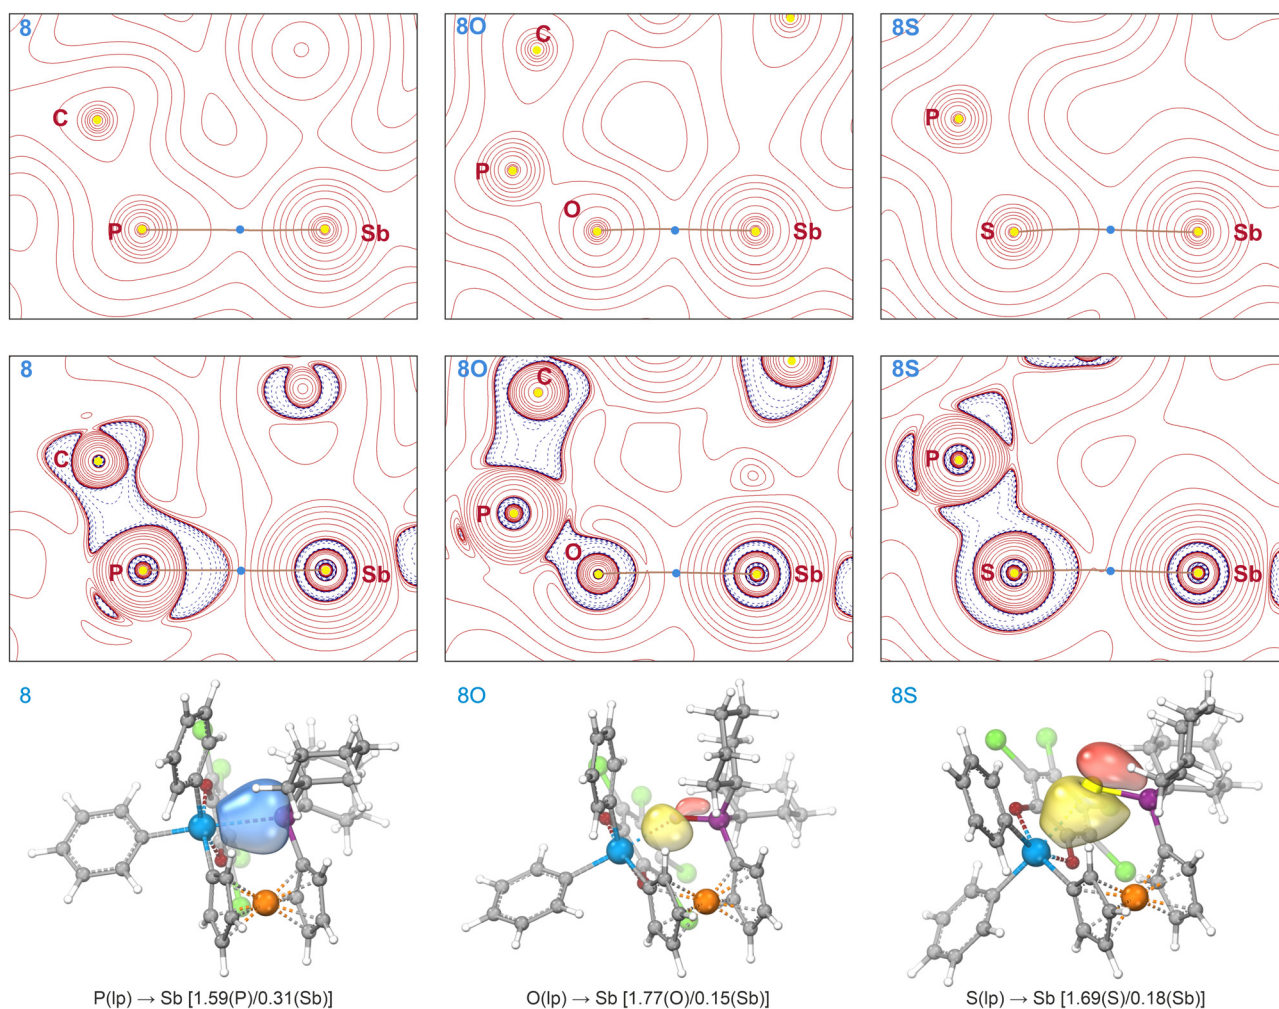 8
C
P
Sb
8O
C
P
O
Sb
8S
P
S
Sb
8
C
P
Sb
8O
C
P
O
Sb
8S
P
S
Sb
8
8O
8S
P(lp) → Sb [1.59(P)/0.31(Sb)]
O(lp) → Sb [1.77(O)/0.15(Sb)]
S(lp) → Sb [1.69(S)/0.18(Sb)]